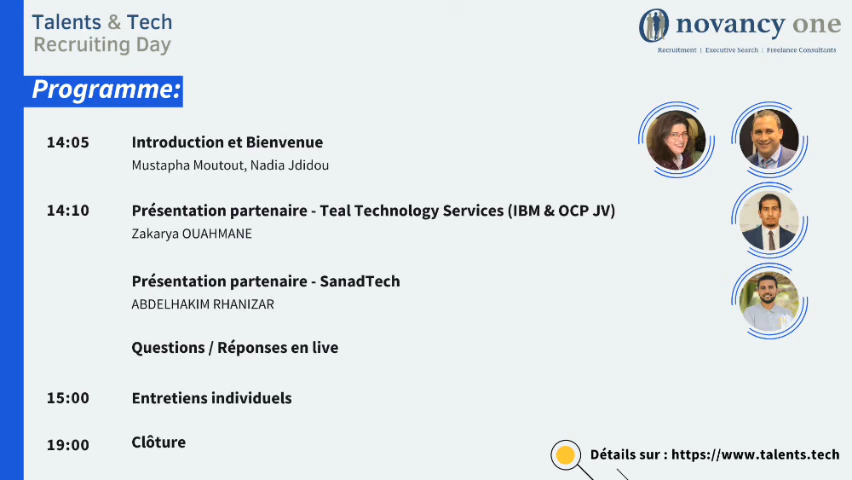 Talents & Tech
Recruiting Day
novancy one
Recruitment | Executive Search | Freelance Consultants
Programme:
14:05 Introduction et Bienvenue
Mustapha Moutout, Nadia Jdidou
14:10 Présentation partenaire - Teal Technology Services (IBM & OCP JV)
Zakarya OUAHMANE
Présentation partenaire - SanadTech
ABDELHAKIM RHANIZAR
Questions / Réponses en live
15:00 Entretiens individuels
19:00 Clôture
Détails sur : https://www.talents.tech